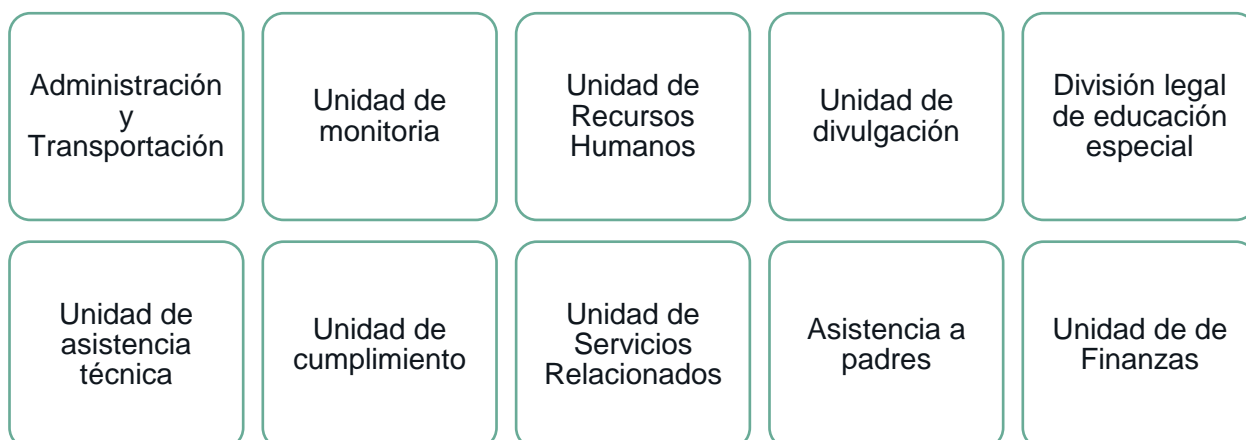 Administración
y
Transportación
Unidad de
monitoria
Unidad de
Recursos
Humanos
Unidad de
divulgación
División legal
de educación
especial
Unidad de
asistencia
técnica
Unidad de
cumplimiento
Unidad de
Servicios
Relacionados
Asistencia a
padres
Unidad de de
Finanzas